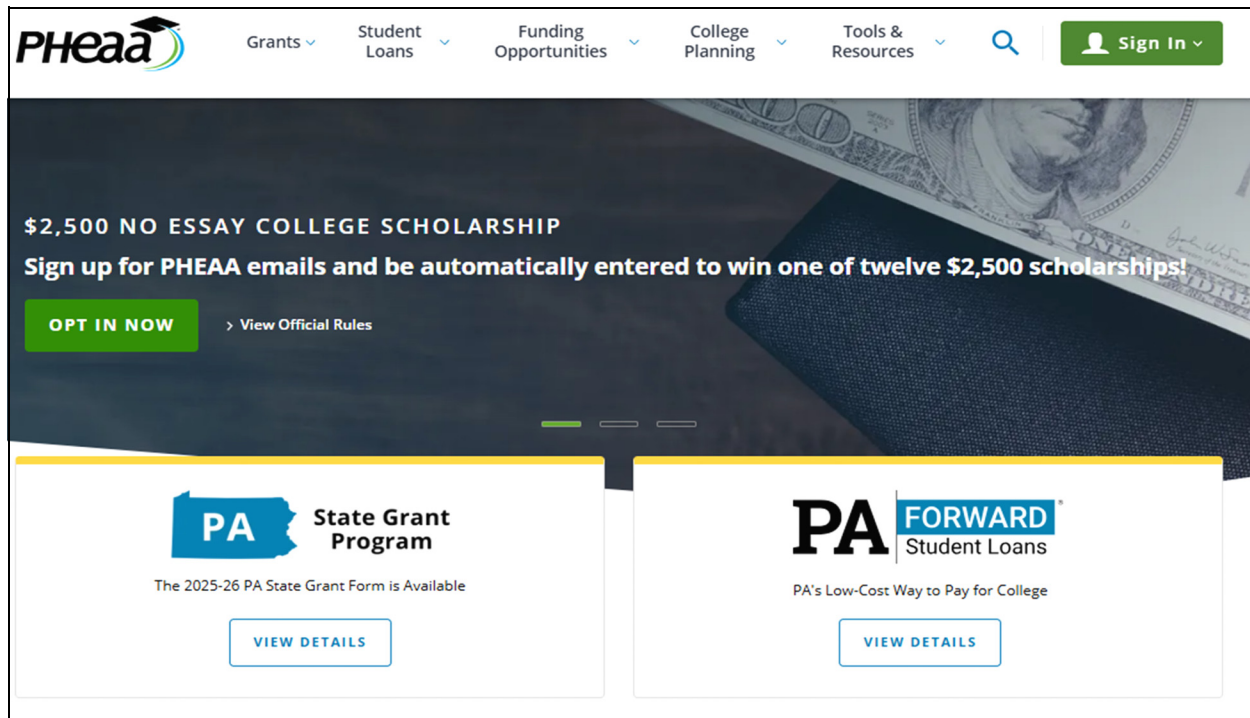 PHEAA
Grants
Student
Loans
Funding
Opportunities
College
Planning
Tools &
Resources
Sign In
$2,500 NO ESSAY COLLEGE SCHOLARSHIP
Sign up for PHEAA emails and be automatically entered to win one of twelve $2,500 scholarships!
OPT IN NOW
View Official Rules
PA
State Grant
Program
The 2025-26 PA State Grant Form is Available
VIEW DETAILS
PA FORWARD®
Student Loans
PA's Low-Cost Way to Pay for College
VIEW DETAILS